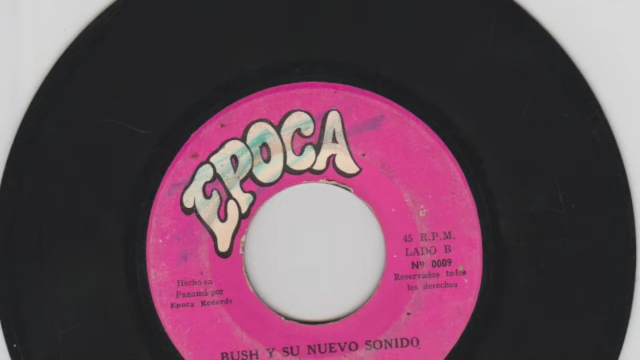 EPOCA
45 R.P.M.
LADO B
Nº 0009
Reservados todos
los derechos
Hecho en
Panamá por
Epoca Records
BUSH Y SU NUEVO SONIDO